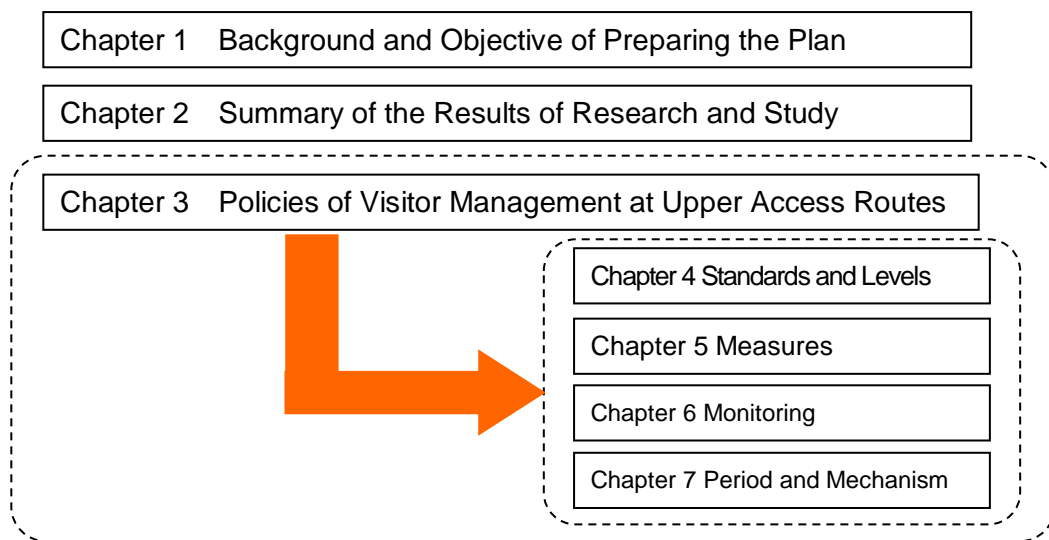 Chapter 1 Background and Objective of Preparing the Plan
Chapter 2 Summary of the Results of Research and Study
Chapter 3 Policies of Visitor Management at Upper Access Routes
Chapter 4 Standards and Levels
Chapter 5 Measures
Chapter 6 Monitoring
Chapter 7 Period and Mechanism